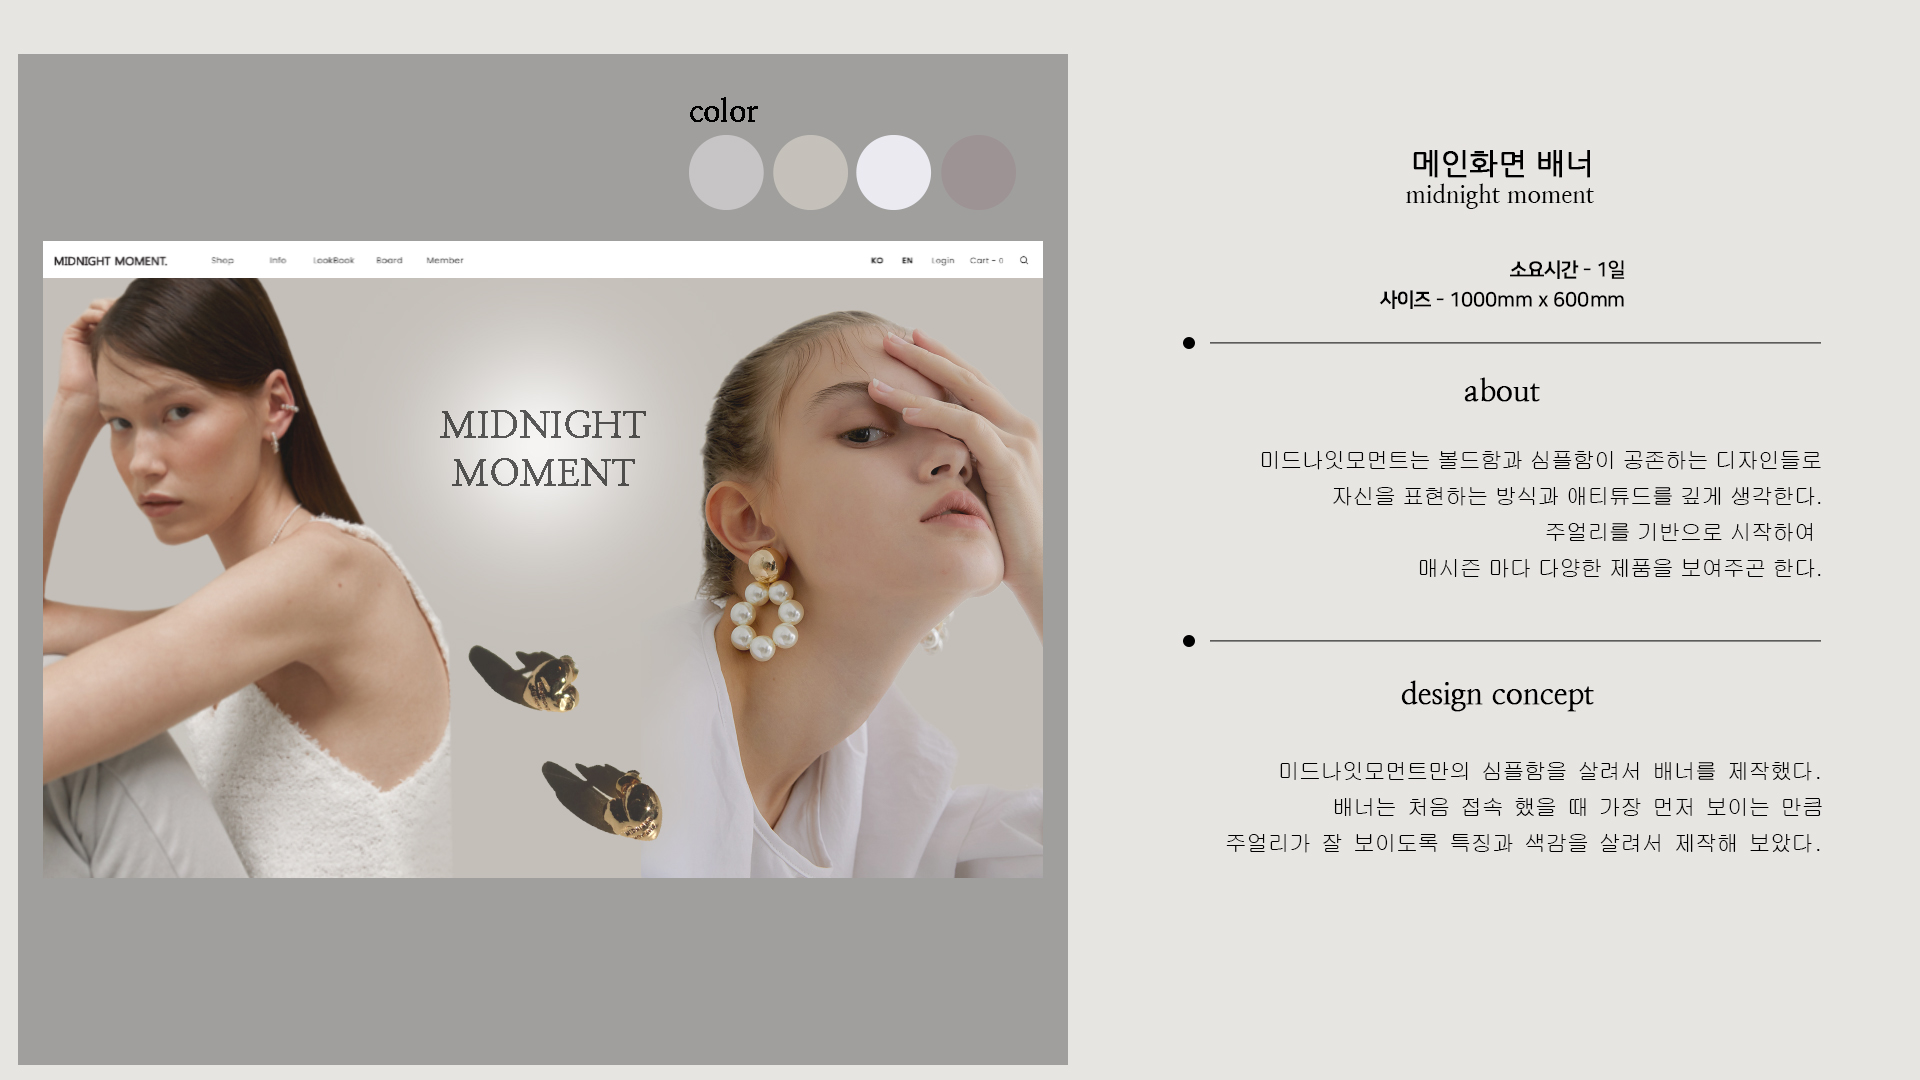 color
MIDNIGHT MOMENT.
Shop Info LookBook Board Member
KO EN Login Cart - 0
MIDNIGHT
MOMENT
메인화면 배너
midnight moment
소요시간 - 1일
사이즈 - 1000mm x 600mm
about
미드나잇모먼트는 볼드함과 심플함이 공존하는 디자인들로
자신을 표현하는 방식과 애티튜드를 깊게 생각한다.
주얼리를 기반으로 시작하여
매시즌 마다 다양한 제품을 보여주곤 한다.
design concept
미드나잇모먼트만의 심플함을 살려서 배너를 제작했다.
배너는 처음 접속 했을 때 가장 먼저 보이는 만큼
주얼리가 잘 보이도록 특징과 색감을 살려서 제작해 보았다.